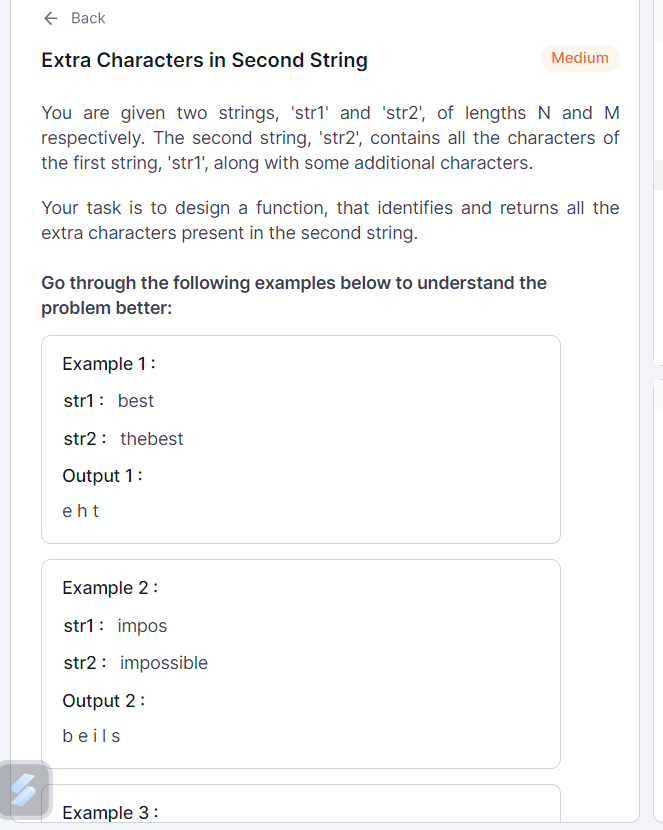 Back
Extra Characters in Second String
Medium
You are given two strings, 'str1' and 'str2', of lengths N and M
respectively. The second string, 'str2', contains all the characters of
the first string, 'str1', along with some additional characters.
Your task is to design a function, that identifies and returns all the
extra characters present in the second string.
Go through the following examples below to understand the
problem better:
Example 1 :
str1 : best
str2 : thebest
Output 1 :
e h t
Example 2 :
str1 : impos
str2 : impossible
Output 2 :
b e i l s
Example 3 :